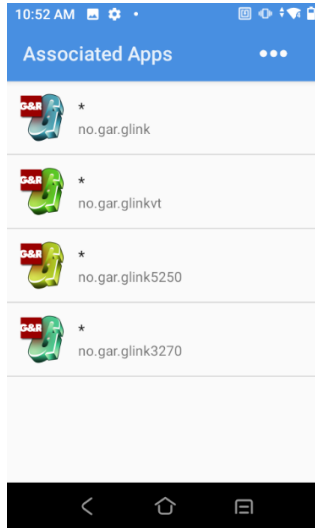 10:52 AM
Associated Apps
G&R
*
no.gar.glink
G&R
*
no.gar.glinkvt
G&R
*
no.gar.glink5250
G&R
*
no.gar.glink3270